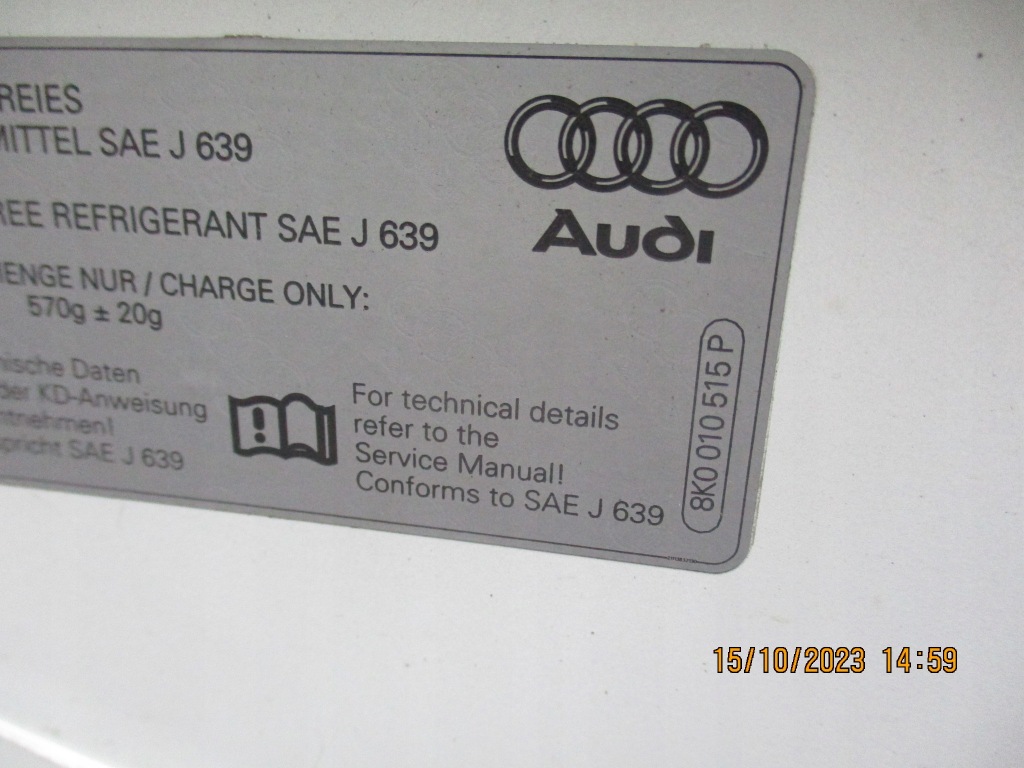 REIES
MITTEL SAE J 639
REE REFRIGERANT SAE J 639
ENGE NUR / CHARGE ONLY:
570g ± 20g
nische Daten
der KD-Anweisung
ntnehmen!
spricht SAE J 639
Audi
For technical details
refer to the
Service Manual!
Conforms to SAE J 639
8K0 010 515 P
15/10/2023 14:59